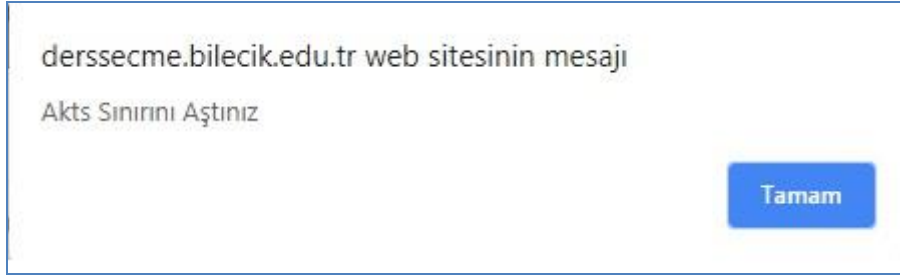 derssecme.bilecik.edu.tr web sitesinin mesajı
Akts Sınırını Aştınız
Tamam